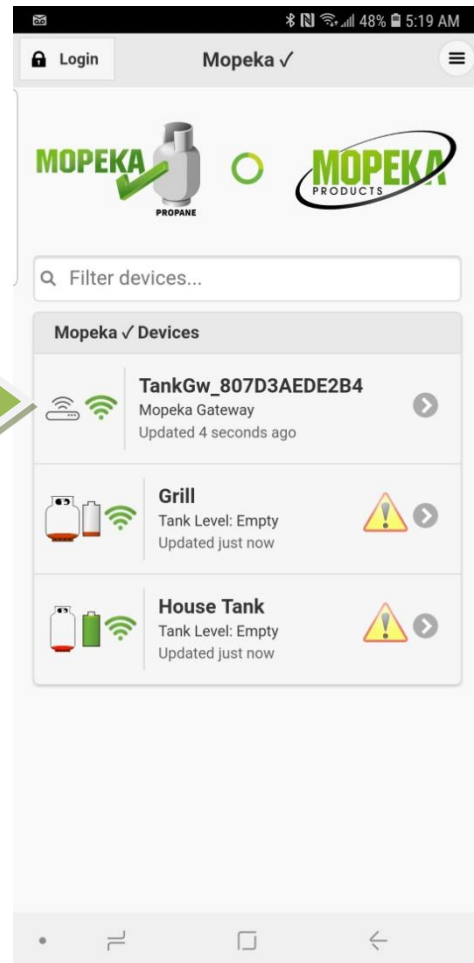 48% 5:19 AM
Login Mopeka ✓
MOPEKA
PROPANE
MOPEKA
PRODUCTS
Filter devices...
Mopeka ✓ Devices
TankGw_807D3AEDE2B4
Mopeka Gateway
Updated 4 seconds ago
Grill
Tank Level: Empty
Updated just now
House Tank
Tank Level: Empty
Updated just now